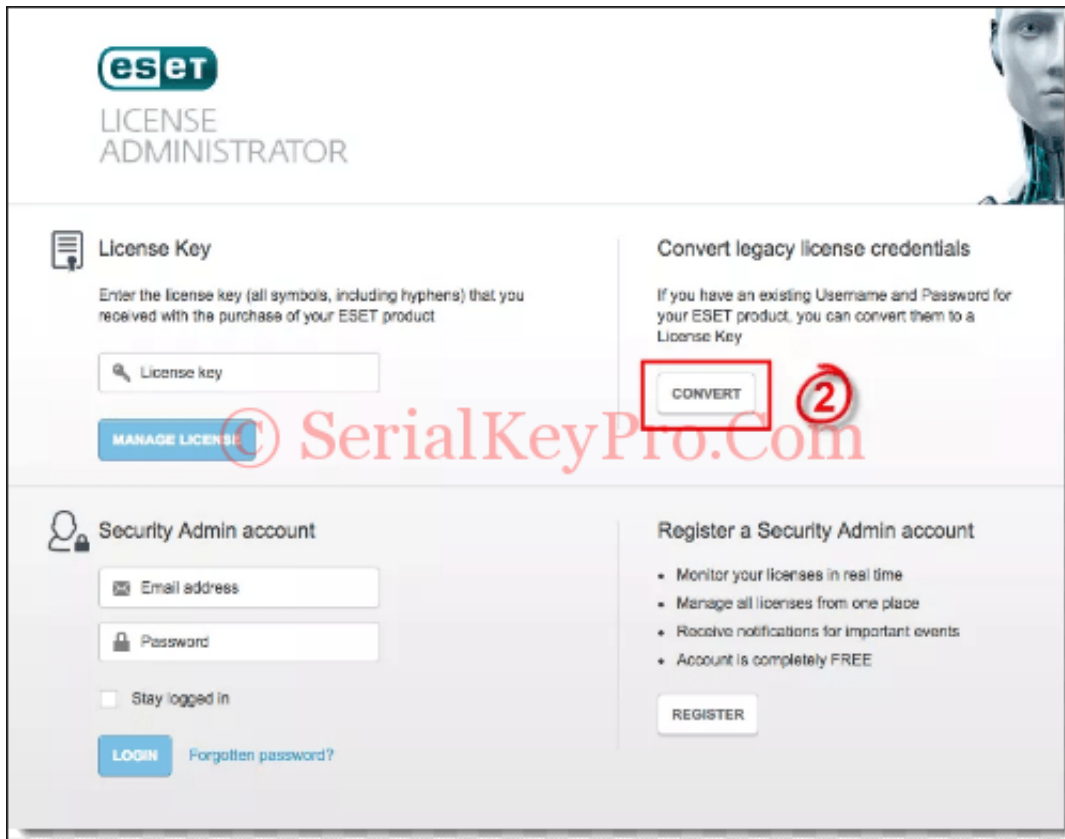 eseT
LICENSE
ADMINISTRATOR
License Key
Enter the license key (all symbols, including hyphens) that you
received with the purchase of your ESET product
License key
MANAGE LICENSE
Convert legacy license credentials
If you have an existing Username and Password for
your ESET product, you can convert them to a
License Key
CONVERT
2
© SerialKeyPro.Com
Security Admin account
Email address
Password
Stay logged in
LOGIN Forgotten password?
Register a Security Admin account
• Monitor your licenses in real time
• Manage all licenses from one place
• Receive notifications for important events
• Account is completely FREE
REGISTER